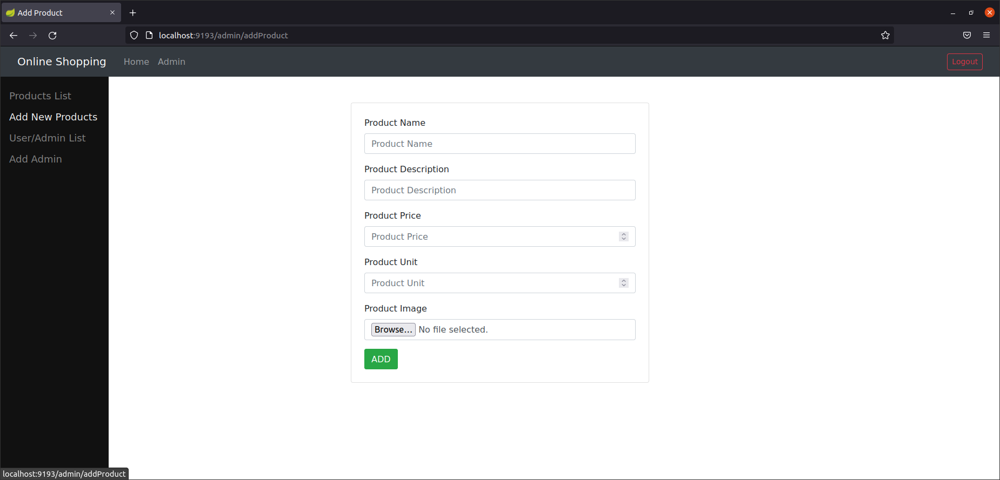 Add Product
localhost:9193/admin/addProduct
Online Shopping Home Admin Logout
Products List
Add New Products
User/Admin List
Add Admin
Product Name
Product Name
Product Description
Product Description
Product Price
Product Price
Product Unit
Product Unit
Product Image
Browse... No file selected.
ADD
localhost:9193/admin/addProduct